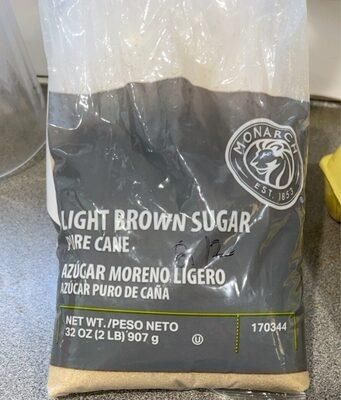 MONARCH
EST. 1853
LIGHT BROWN SUGAR
PURE CANE
AZÚCAR MORENO LIGERO
AZÚCAR PURO DE CAÑA
NET WT. /PESO NETO
32 OZ (2 LB) 907 g
U
170344